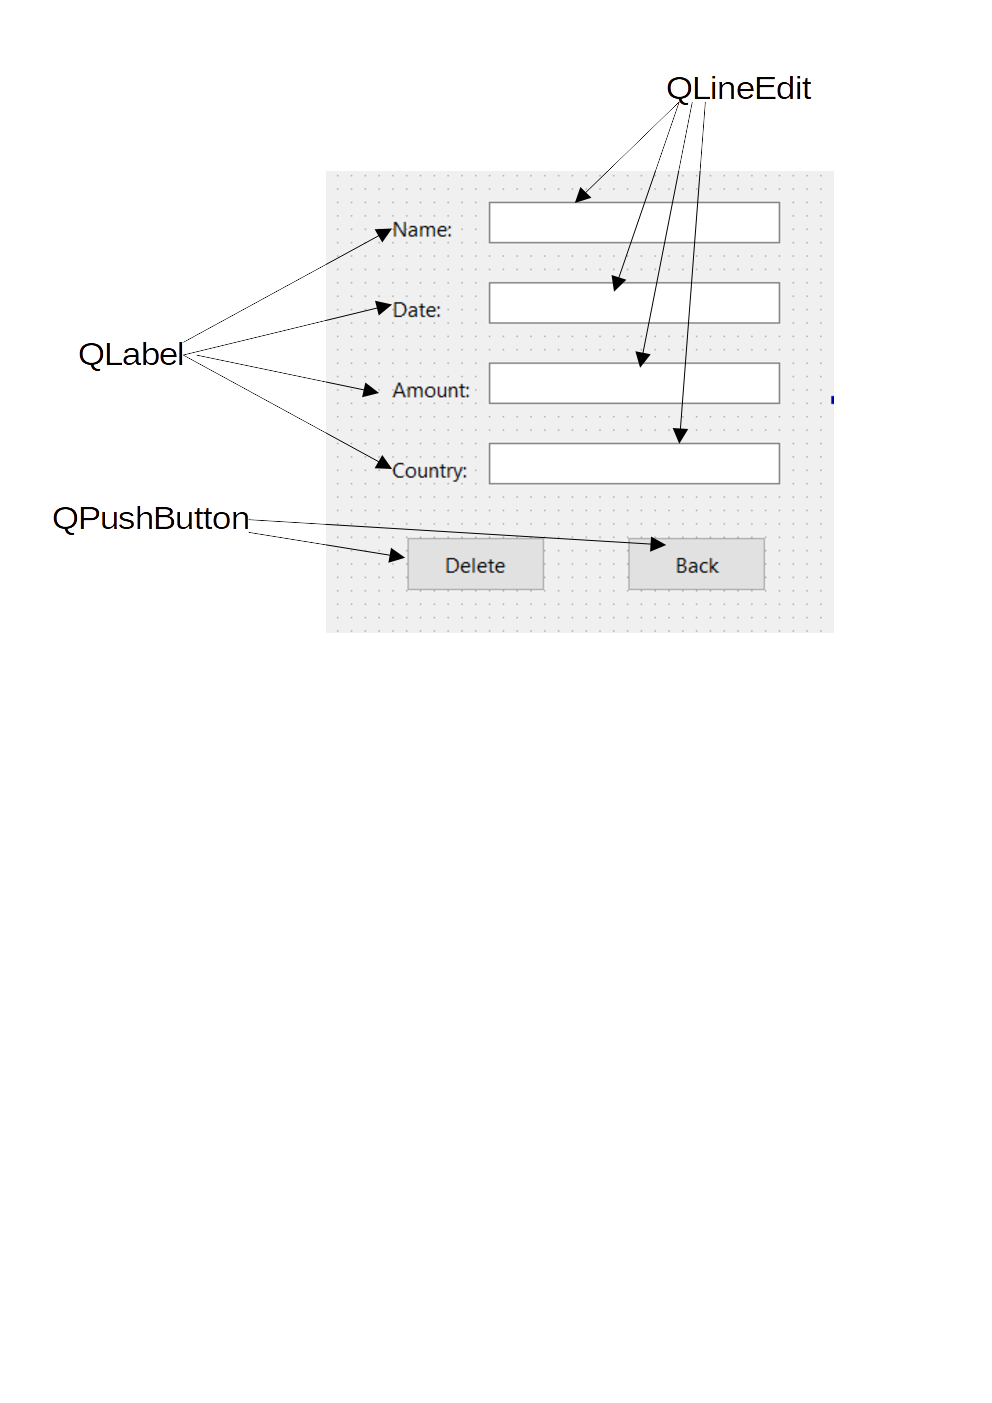 QLineEdit
Name:
Date:
QLabel
Amount:
Country:
QPushButton
Delete
Back